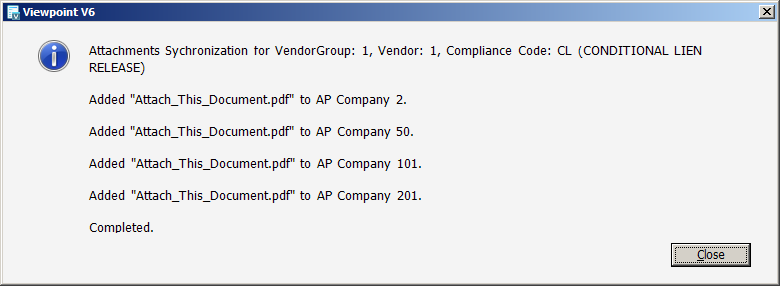 Viewpoint V6
Attachments Sychronization for VendorGroup: 1, Vendor: 1, Compliance Code: CL (CONDITIONAL LIEN
RELEASE)
Added "Attach_This_Document.pdf" to AP Company 2.
Added "Attach_This_Document.pdf" to AP Company 50.
Added "Attach_This_Document.pdf" to AP Company 101.
Added "Attach_This_Document.pdf" to AP Company 201.
Completed.
Close